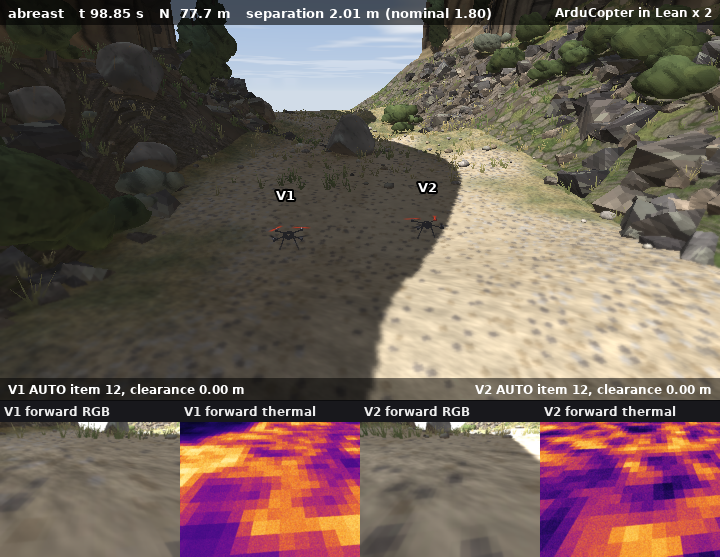 abreast t 98.85 s N 77.7 m separation 2.01 m (nominal 1.80) ArduCopter in Lean x 2
V1
V2
V1 AUTO item 12, clearance 0.00 m V2 AUTO item 12, clearance 0.00 m
V1 forward RGB V1 forward thermal V2 forward RGB V2 forward thermal